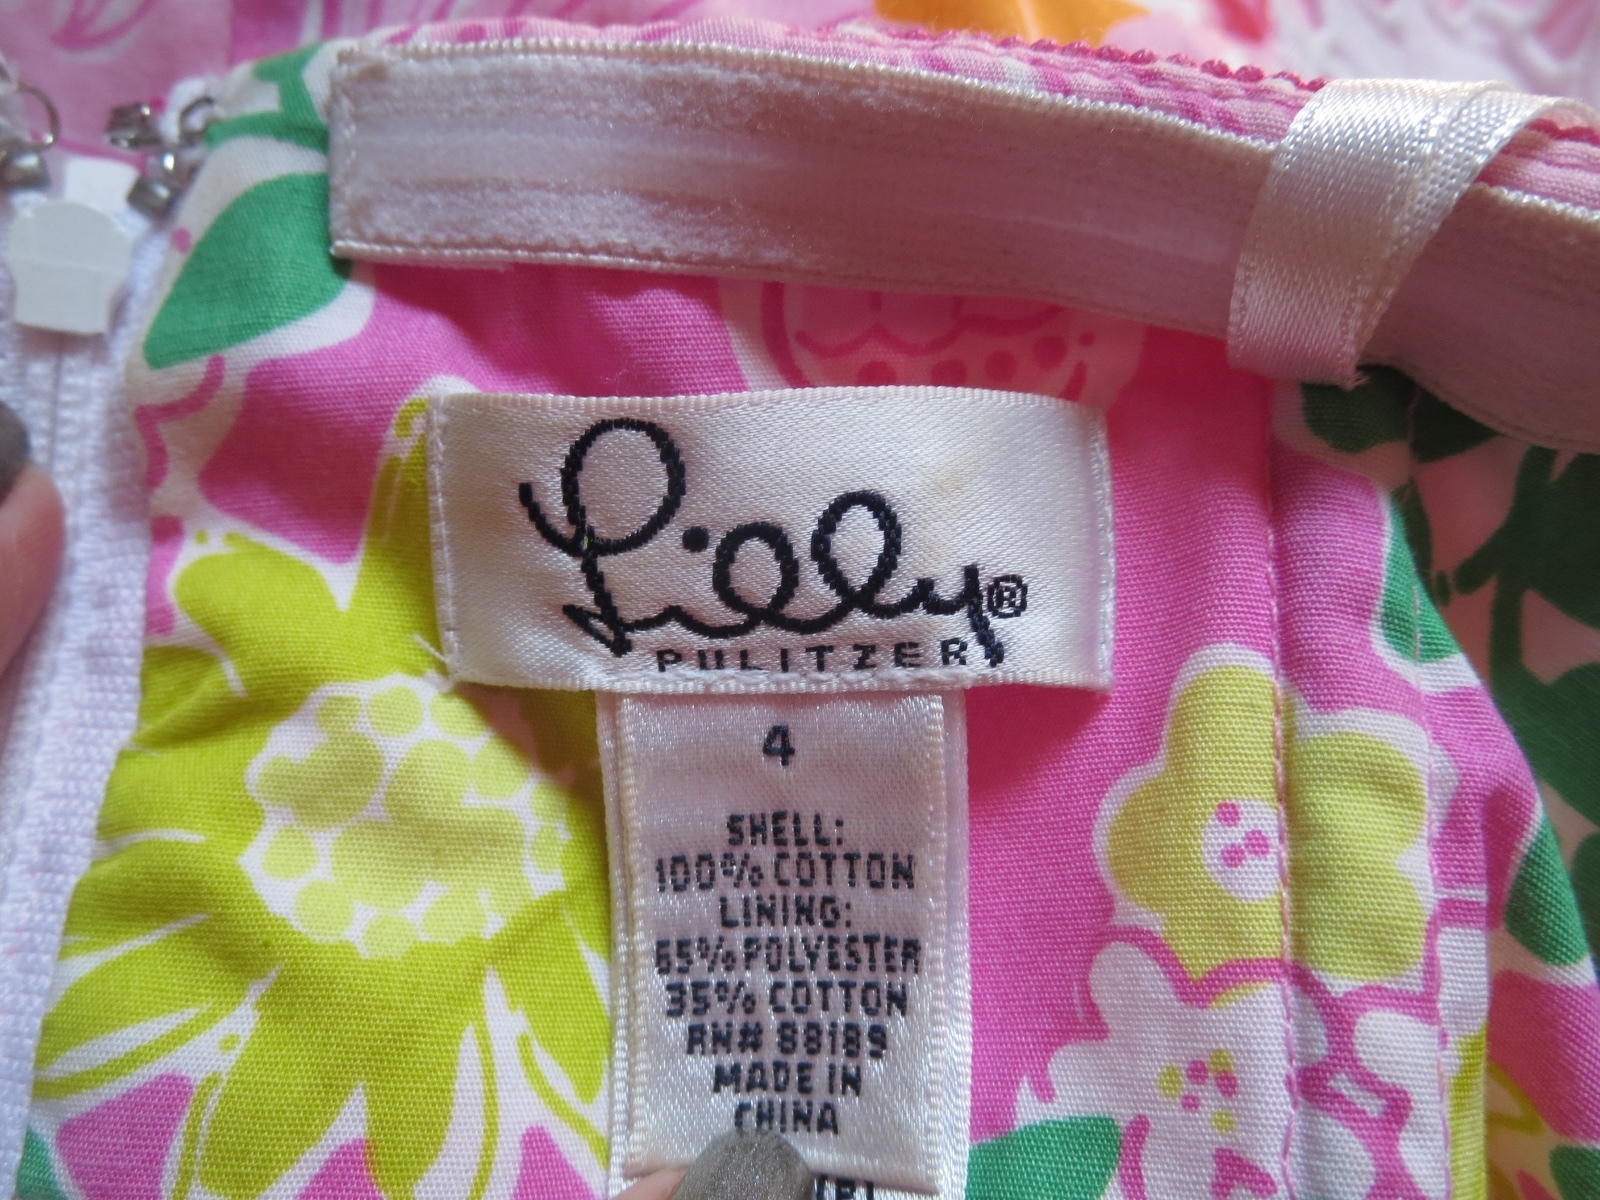 Lilly®
PULITZER
4
SHELL:
100% COTTON
LINING:
65% POLYESTER
35% COTTON
RN# 88189
MADE IN
CHINA